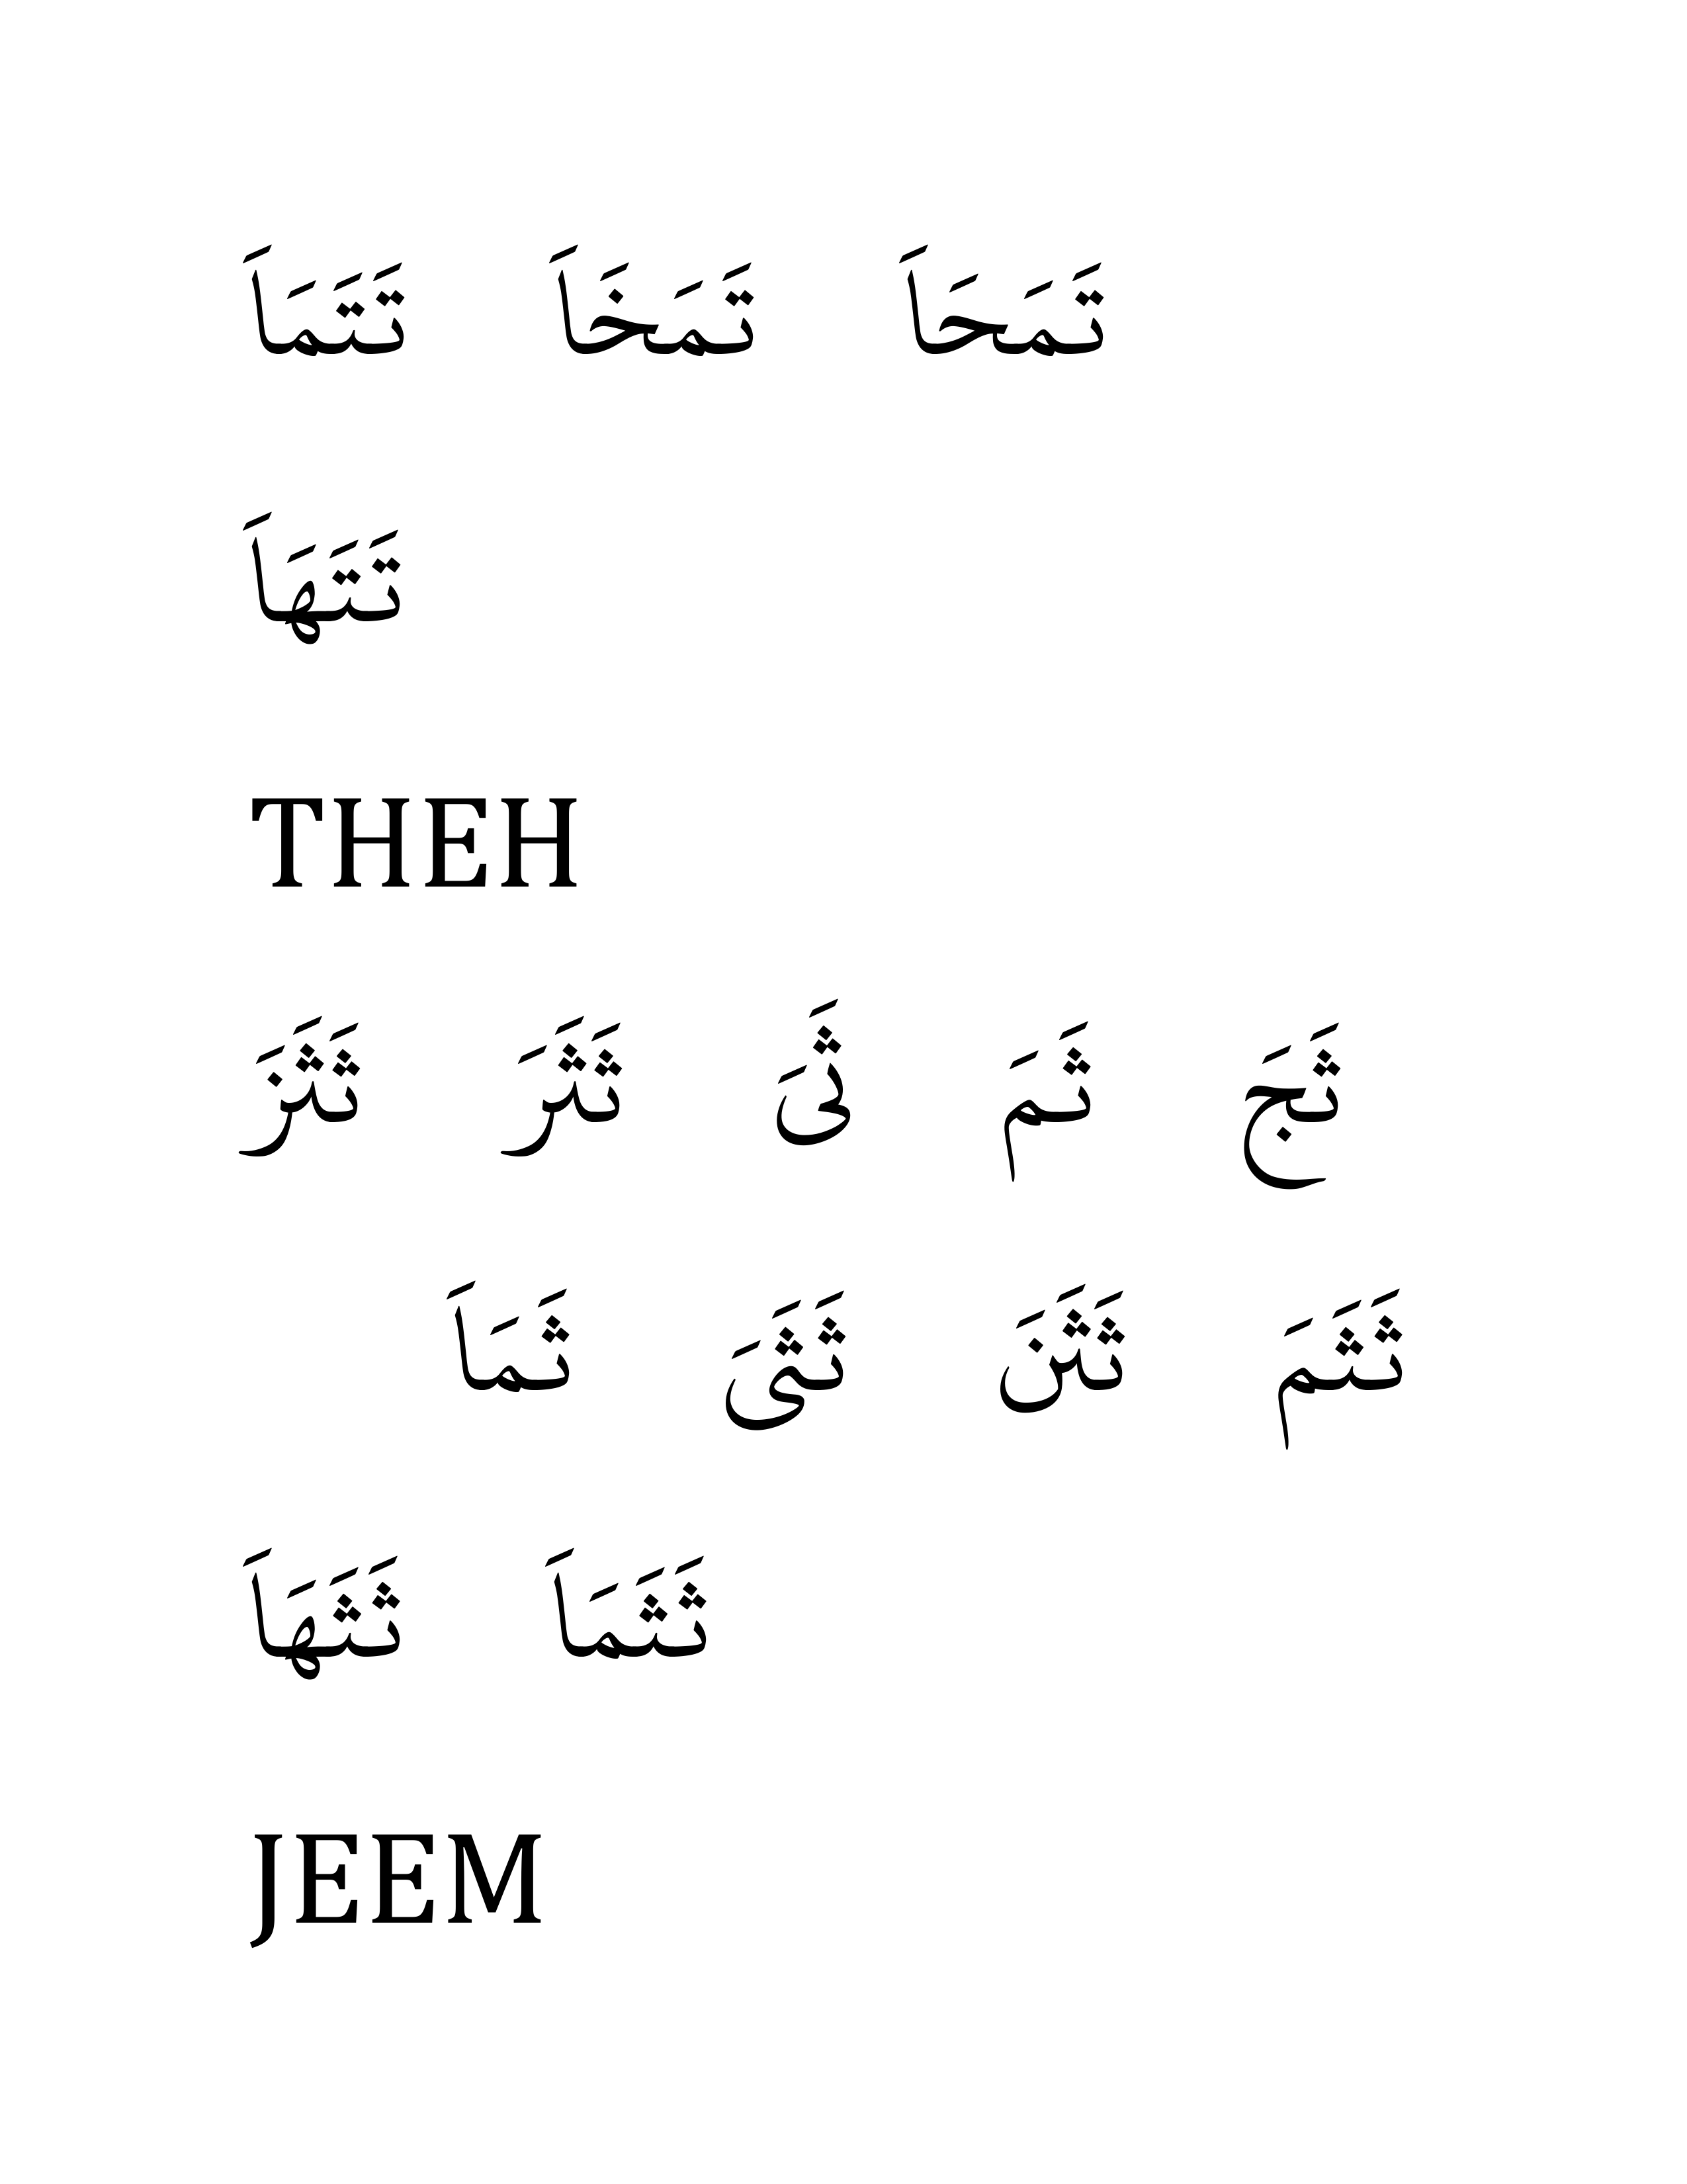 تَمَحَاَ تَمَخَاَ تَتَمَاَ
تَتَهَاَ
THEH
ثَجَ ثَمَ ثَىَ ثَثَرَ ثَثَزَ
ثَثَمَ ثَثَنَ ثَثَىَ ثَمَاَ
ثَثَمَاَ ثَثَهَاَ
JEEM